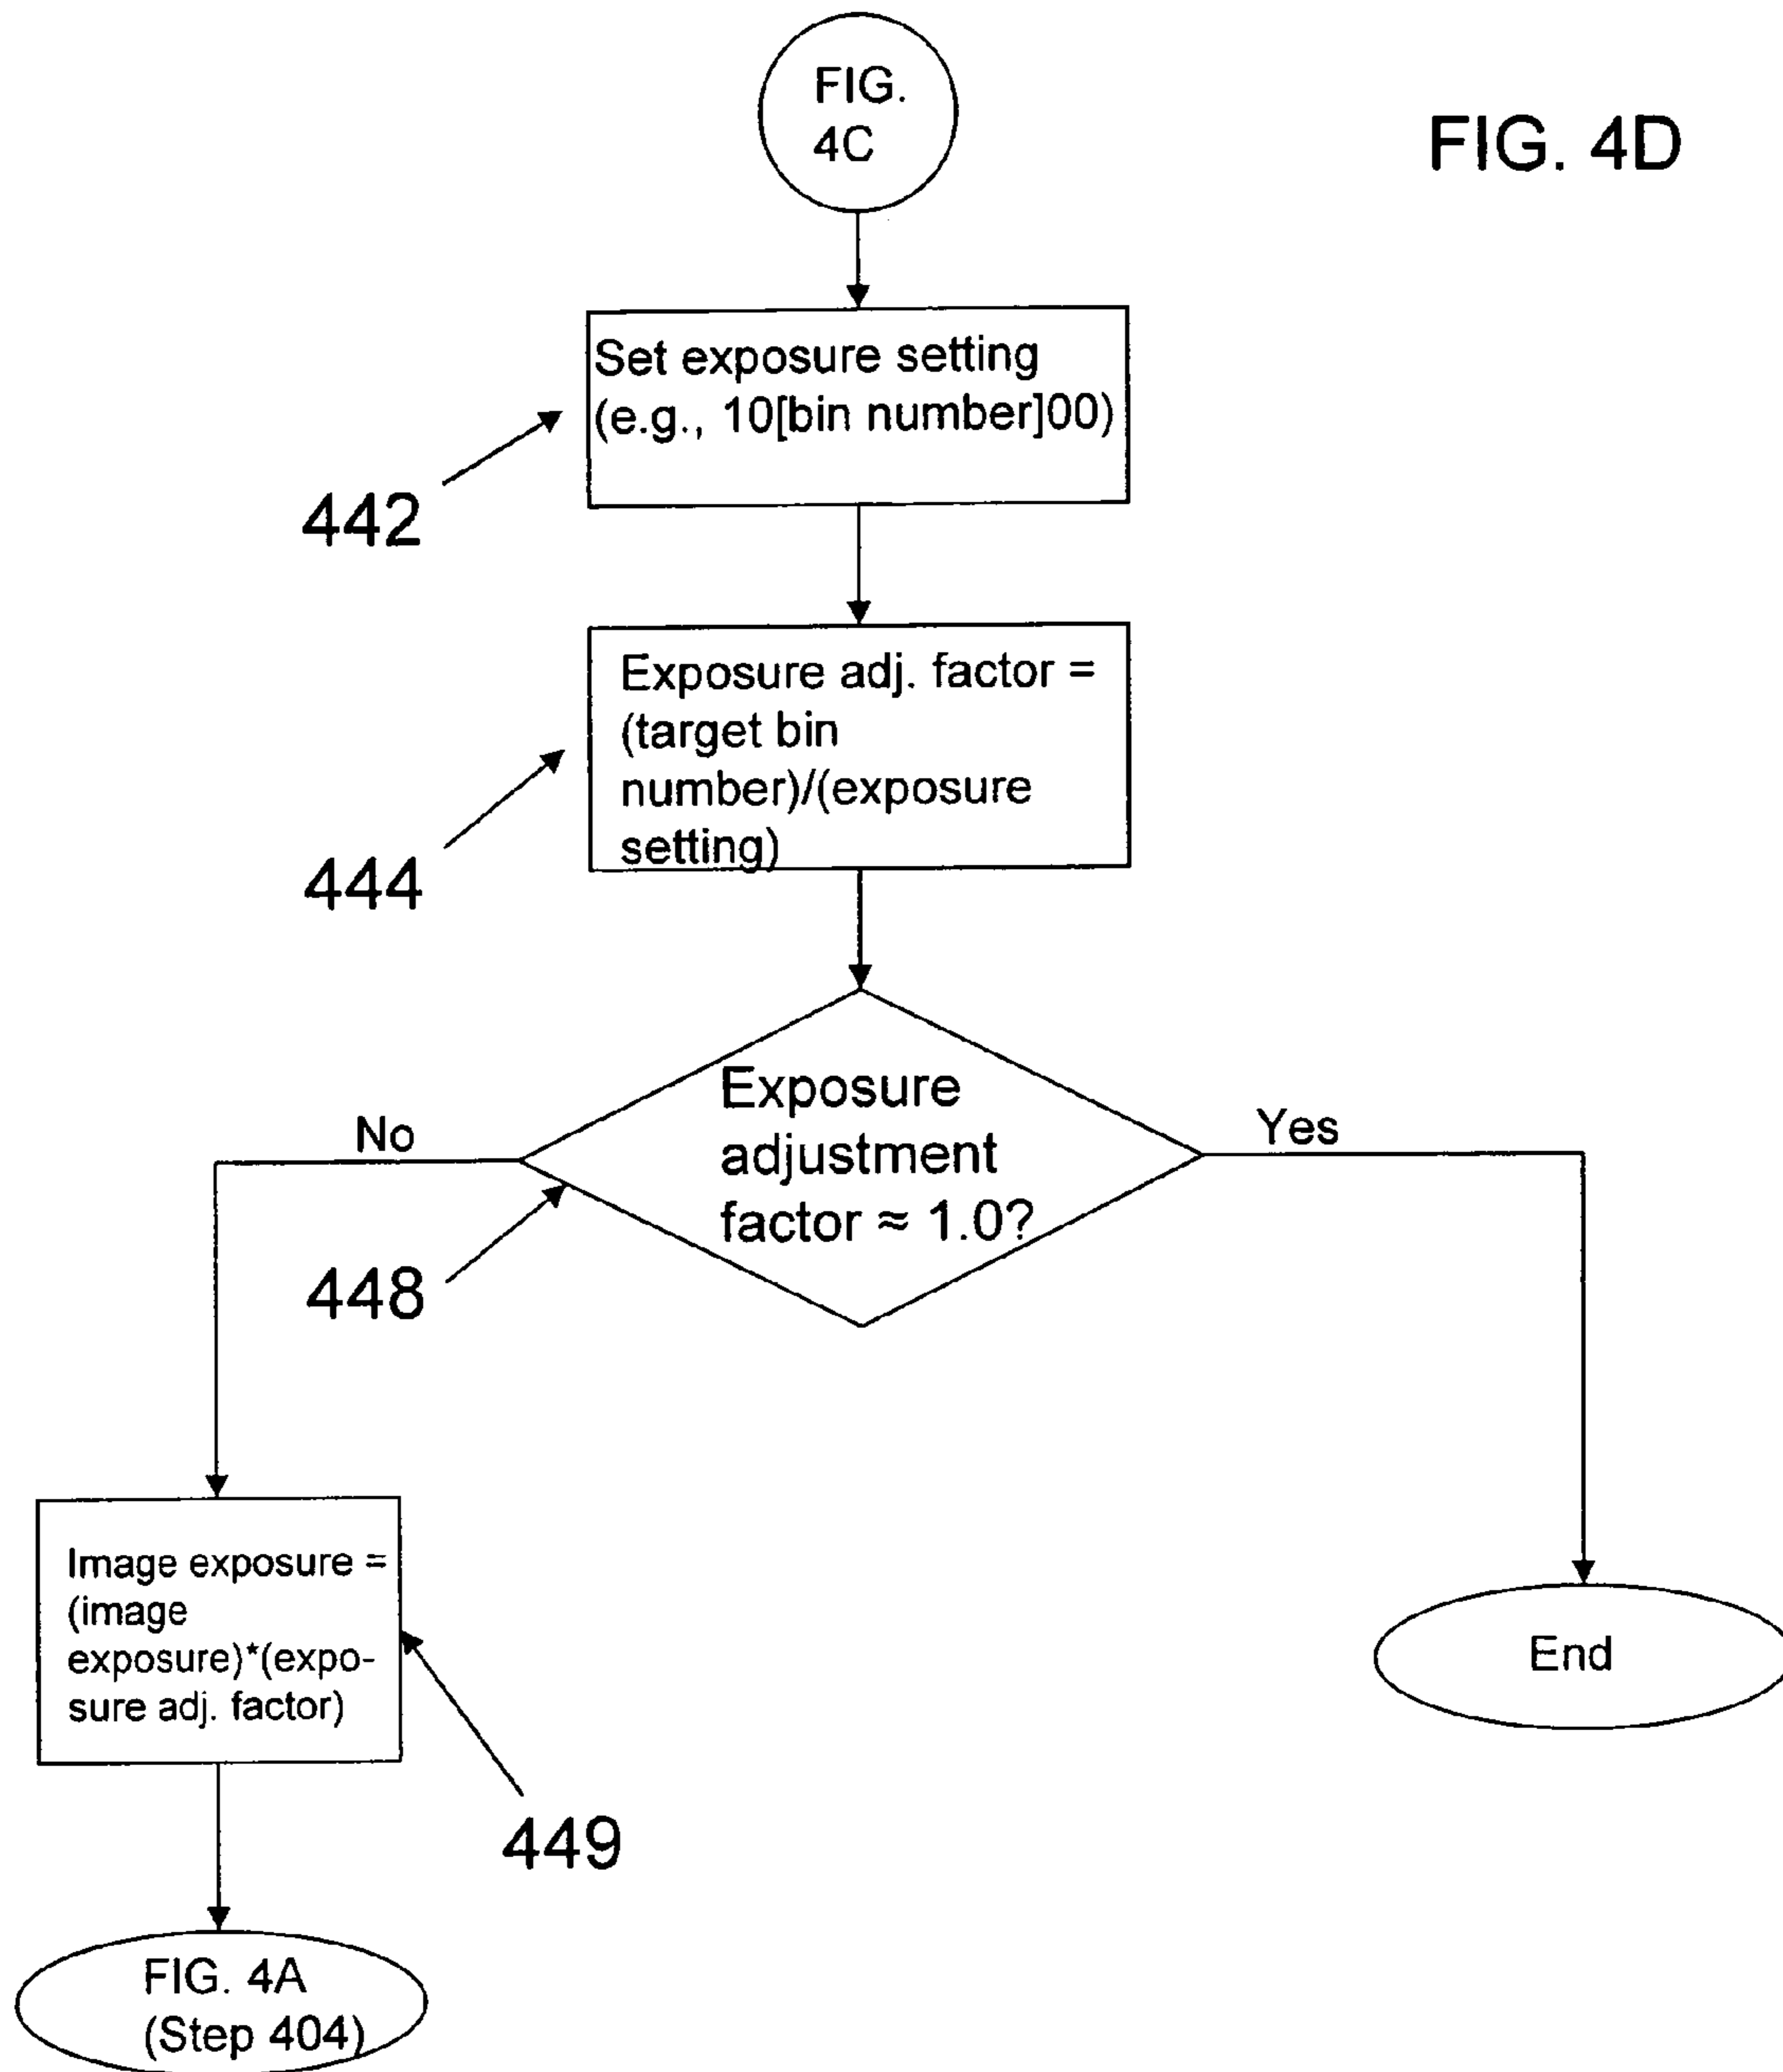 FIG.
4C
FIG. 4D
Set exposure setting
(e.g., 10[bin number]00)
442
Exposure adj. factor =
(target bin
number)/(exposure
setting)
444
Exposure
adjustment
factor ≈ 1.0?
No
Yes
448
Image exposure =
(image
exposure)*(expo-
sure adj. factor)
449
End
FIG. 4A
(Step 404)